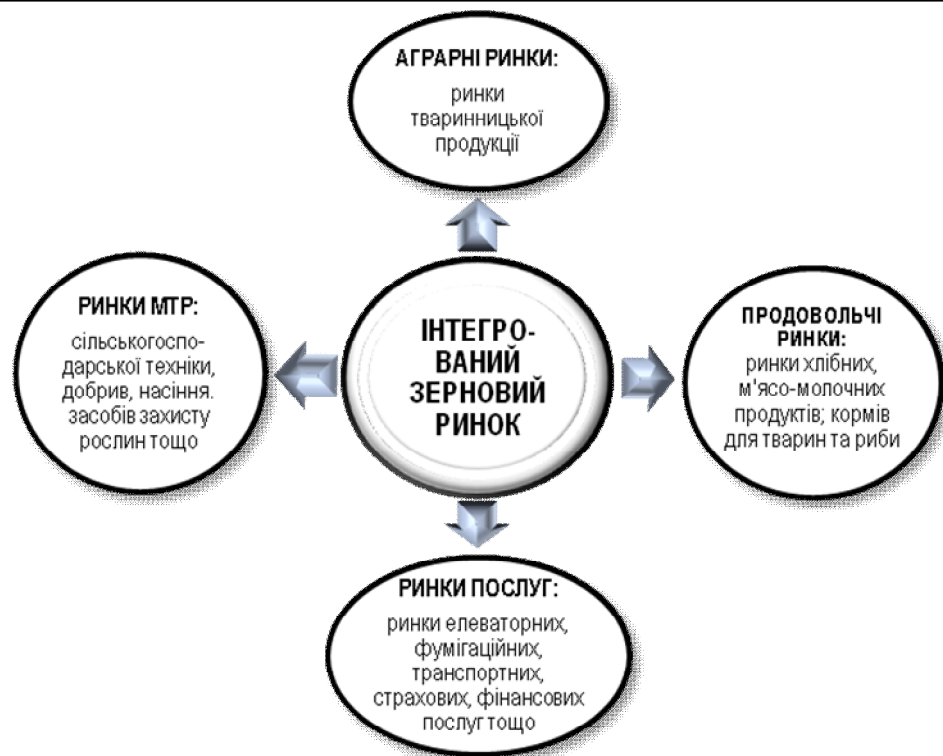 АГРАРНІ РИНКИ:
ринки
тваринницької
продукції
РИНКИ МТР:
сільськогоспо-
дарської техніки,
добрив, насіння.
засобів захисту
рослин тощо
ІНТЕГРО-
ВАНИЙ
ЗЕРНОВИЙ
РИНОК
ПРОДОВОЛЬЧІ
РИНКИ:
ринки хлібних,
м'ясо-молочних
продуктів; кормів
для тварин та риби
РИНКИ ПОСЛУГ:
ринки елеваторних,
фумігаційних,
транспортних,
страхових, фінансових
послуг тощо